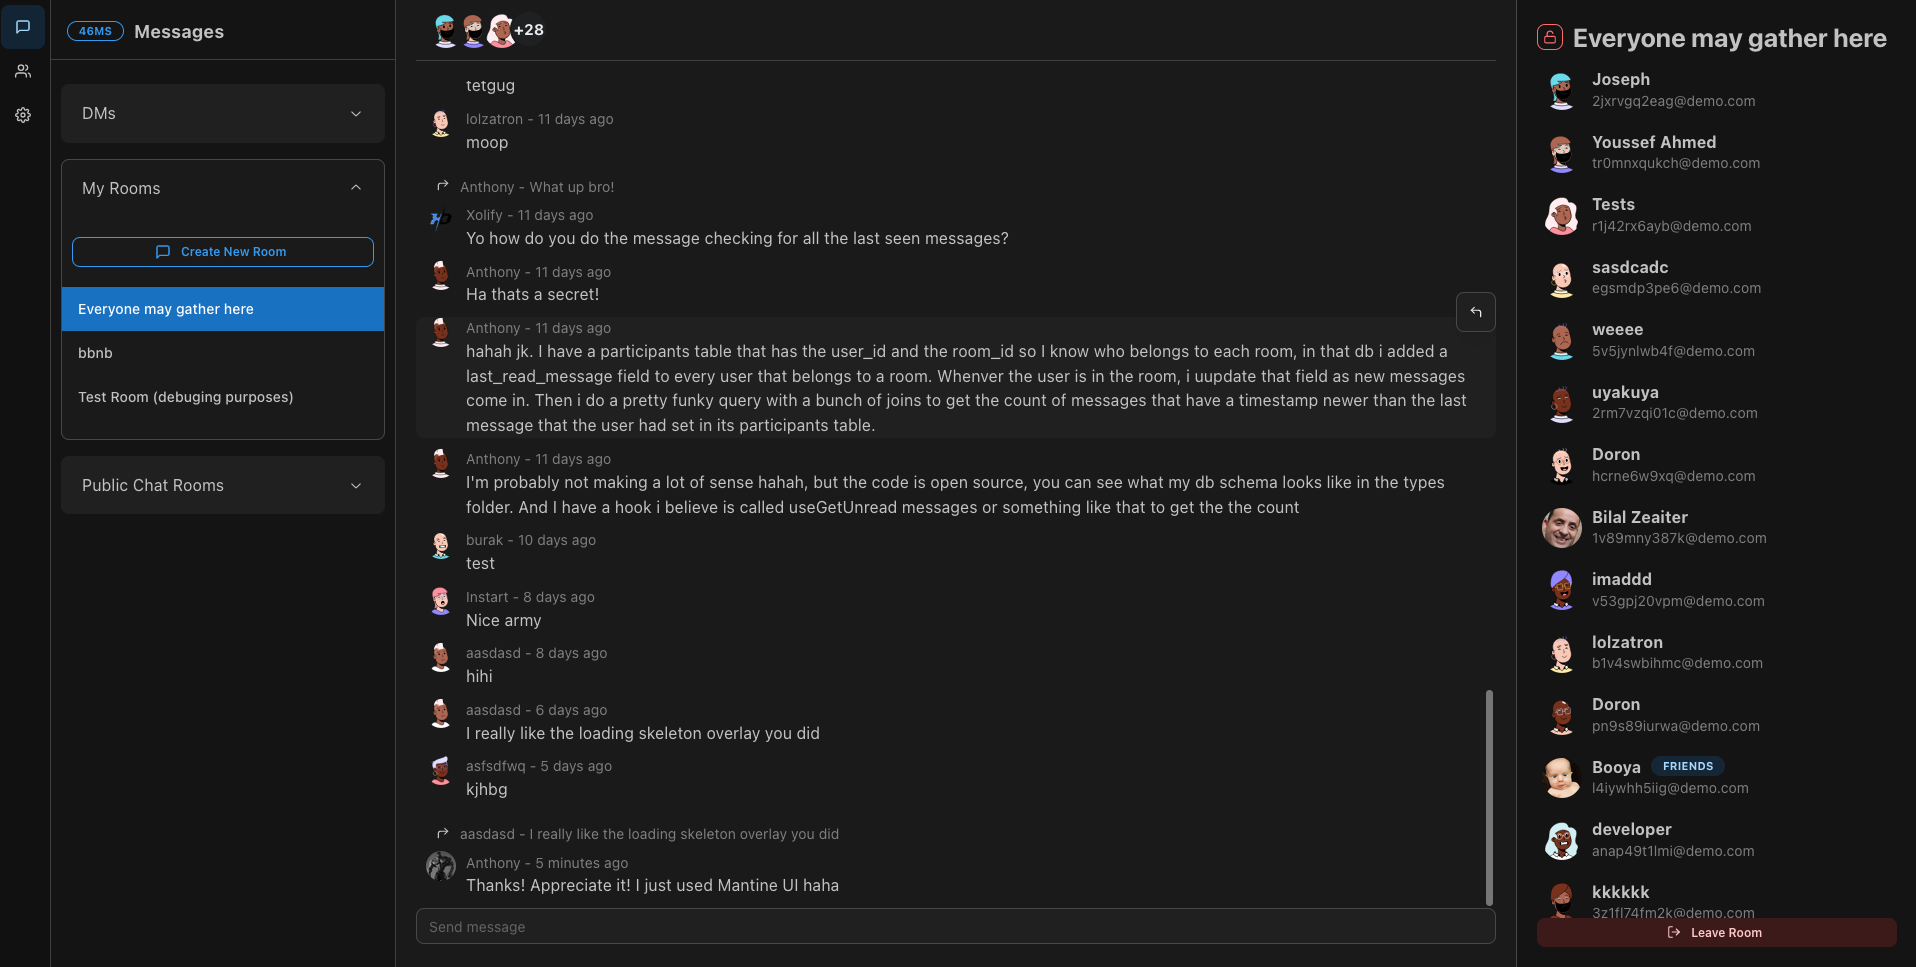 46MS Messages
DMs
My Rooms
Create New Room
Everyone may gather here
bbnb
Test Room (debuging purposes)
Public Chat Rooms
+28
tetgug
lolzatron - 11 days ago
moop
Anthony - What up bro!
Xolify - 11 days ago
Yo how do you do the message checking for all the last seen messages?
Anthony - 11 days ago
Ha thats a secret!
Anthony - 11 days ago
hahah jk. I have a participants table that has the user_id and the room_id so I know who belongs to each room, in that db i added a
last_read_message field to every user that belongs to a room. Whenver the user is in the room, i uupdate that field as new messages
come in. Then i do a pretty funky query with a bunch of joins to get the count of messages that have a timestamp newer than the last
message that the user had set in its participants table.
Anthony - 11 days ago
I'm probably not making a lot of sense hahah, but the code is open source, you can see what my db schema looks like in the types
folder. And I have a hook i believe is called useGetUnread messages or something like that to get the the count
burak - 10 days ago
test
Instart - 8 days ago
Nice army
aasdasd - 8 days ago
hihi
aasdasd - 6 days ago
I really like the loading skeleton overlay you did
asfsdfwq - 5 days ago
kjhbg
aasdasd - I really like the loading skeleton overlay you did
Anthony - 5 minutes ago
Thanks! Appreciate it! I just used Mantine UI haha
Send message
Everyone may gather here
Joseph
2jxrvgq2eag@demo.com
Youssef Ahmed
tr0mnxqukch@demo.com
Tests
r1j42rx6ayb@demo.com
sasdcadc
egsmdp3pe6@demo.com
weeee
5v5jynlwb4f@demo.com
uyakuya
2rm7vzqi01c@demo.com
Doron
hcrne6w9xq@demo.com
Bilal Zeaiter
1v89mny387k@demo.com
imaddd
v53gpj20vpm@demo.com
lolzatron
b1v4swbihmc@demo.com
Doron
pn9s89iurwa@demo.com
Booya FRIENDS
l4iywhh5iig@demo.com
developer
anap49t1lmi@demo.com
kkkkkk
3z1fl74fm2k@demo.com
Leave Room